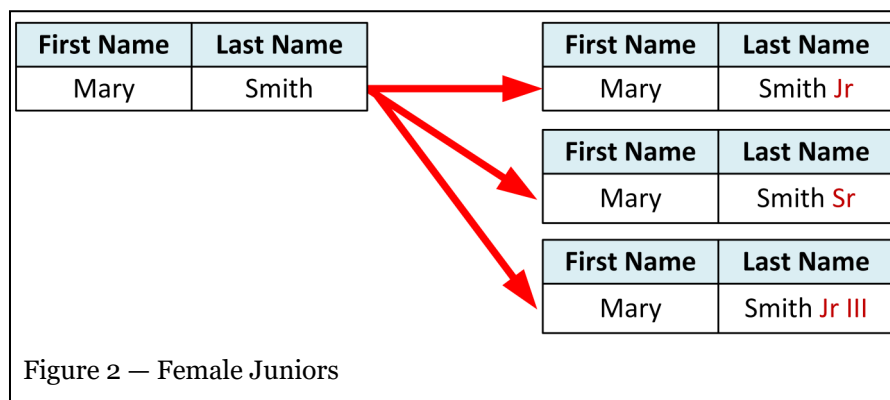 First Name Last Name
Mary Smith
First Name Last Name
Mary Smith Jr
First Name Last Name
Mary Smith Sr
First Name Last Name
Mary Smith Jr III
Figure 2 — Female Juniors